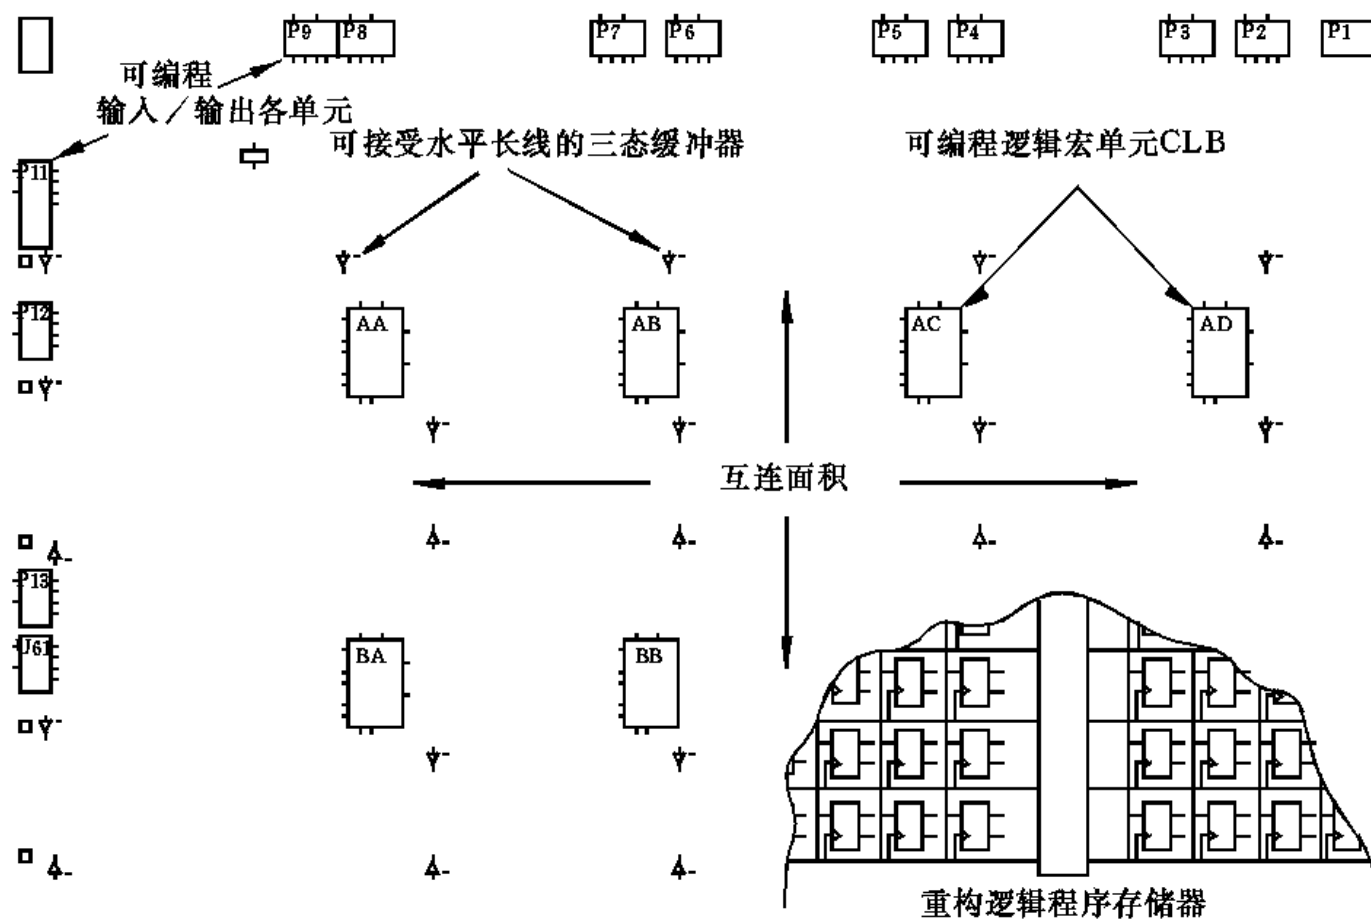 P9 P8 P7 P6 P5 P4 P3 P2 P1
可编程
输入／输出各单元
可接受水平长线的三态缓冲器
可编程逻辑宏单元CLB
P11
P12
AA AB AC AD
互连面积
P13
U61
BA BB
重构逻辑程序存储器